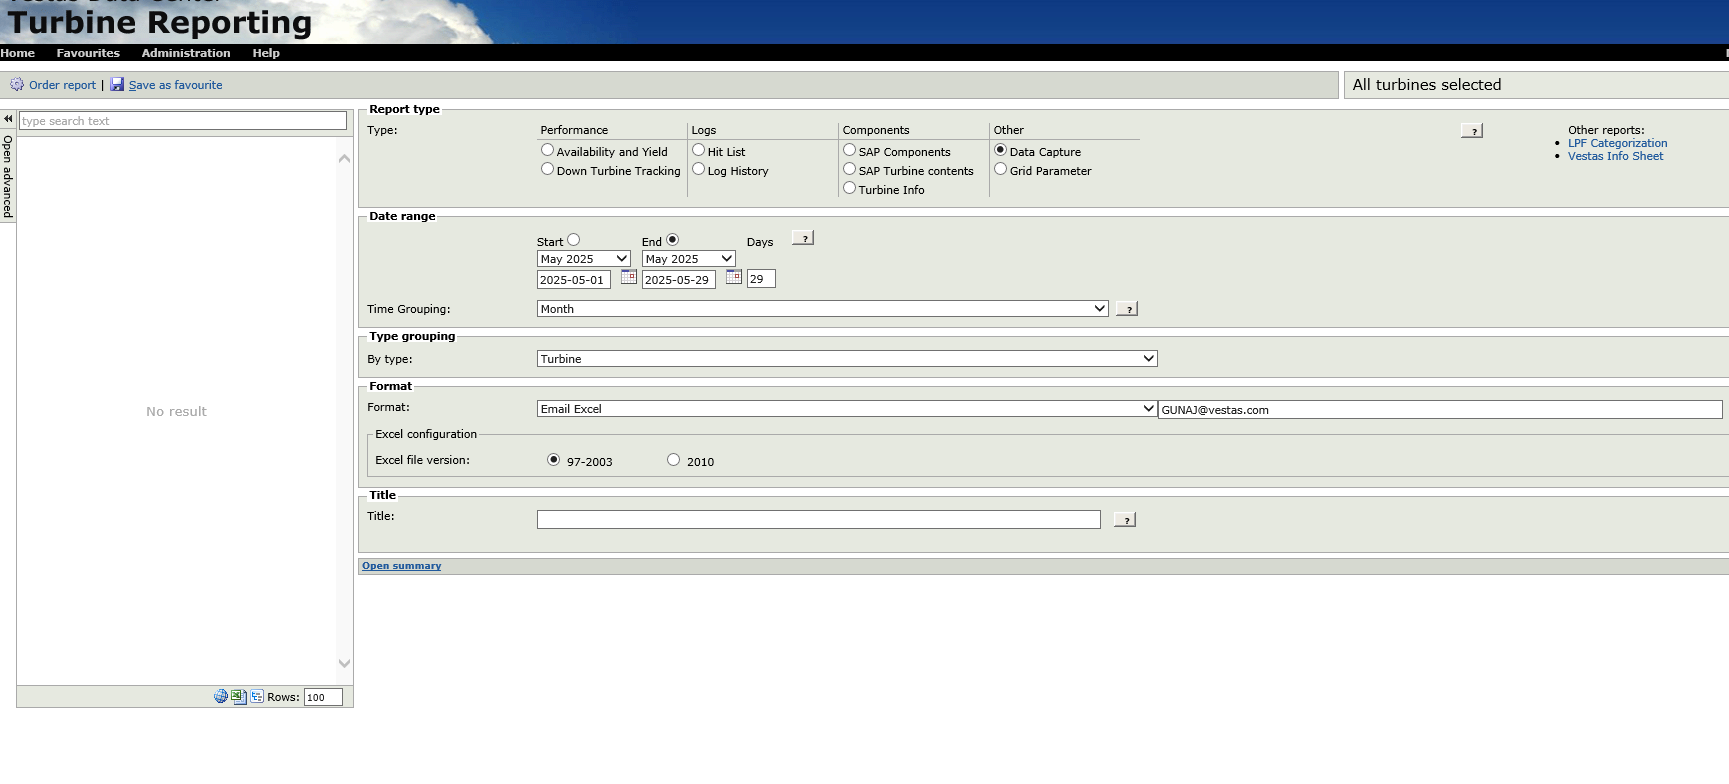 Vestas Data Center
Turbine Reporting
Home Favourites Administration Help
Order report | Save as favourite
All turbines selected
type search text
Open advanced
No result
Rows: 100
Report type
Type:
Performance Logs Components Other
Availability and Yield Hit List SAP Components Data Capture
Down Turbine Tracking Log History SAP Turbine contents Grid Parameter
Turbine Info
?
Other reports:
LPF Categorization
Vestas Info Sheet
Date range
Start End Days ?
May 2025 May 2025
2025-05-01 2025-05-29 29
Time Grouping: Month ?
Type grouping
By type: Turbine
Format
Format: Email Excel GUNAJ@vestas.com
Excel configuration
Excel file version: 97-2003 2010
Title
Title: ?
Open summary